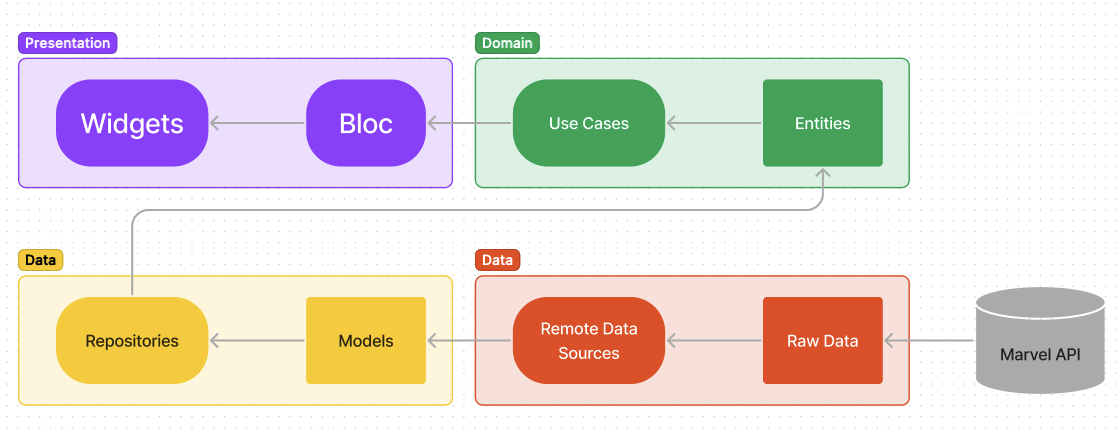 Presentation
Domain
Widgets
Bloc
Use Cases
Entities
Data
Data
Repositories
Models
Remote Data
Sources
Raw Data
Marvel API